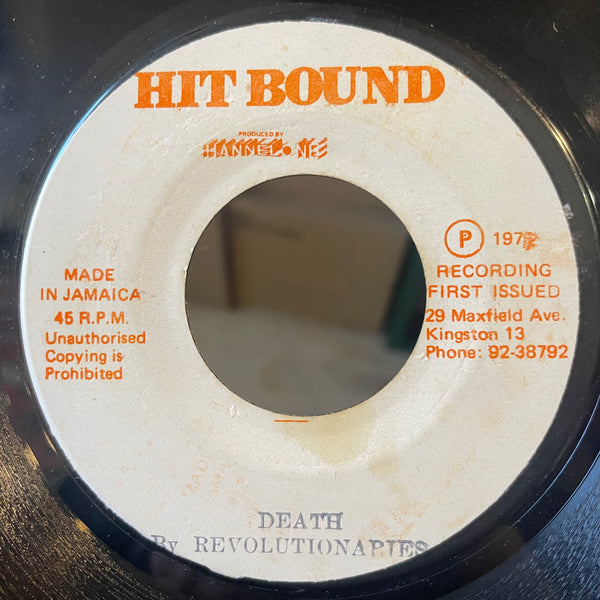 HIT BOUND
PRODUCED BY
MADE
IN JAMAICA
45 R.P.M.
Unauthorised
Copying is
Prohibited
P 197
RECORDING
FIRST ISSUED
29 Maxfield Ave.
Kingston 13
Phone: 92-38792
DEATH
By REVOLUTIONARIES